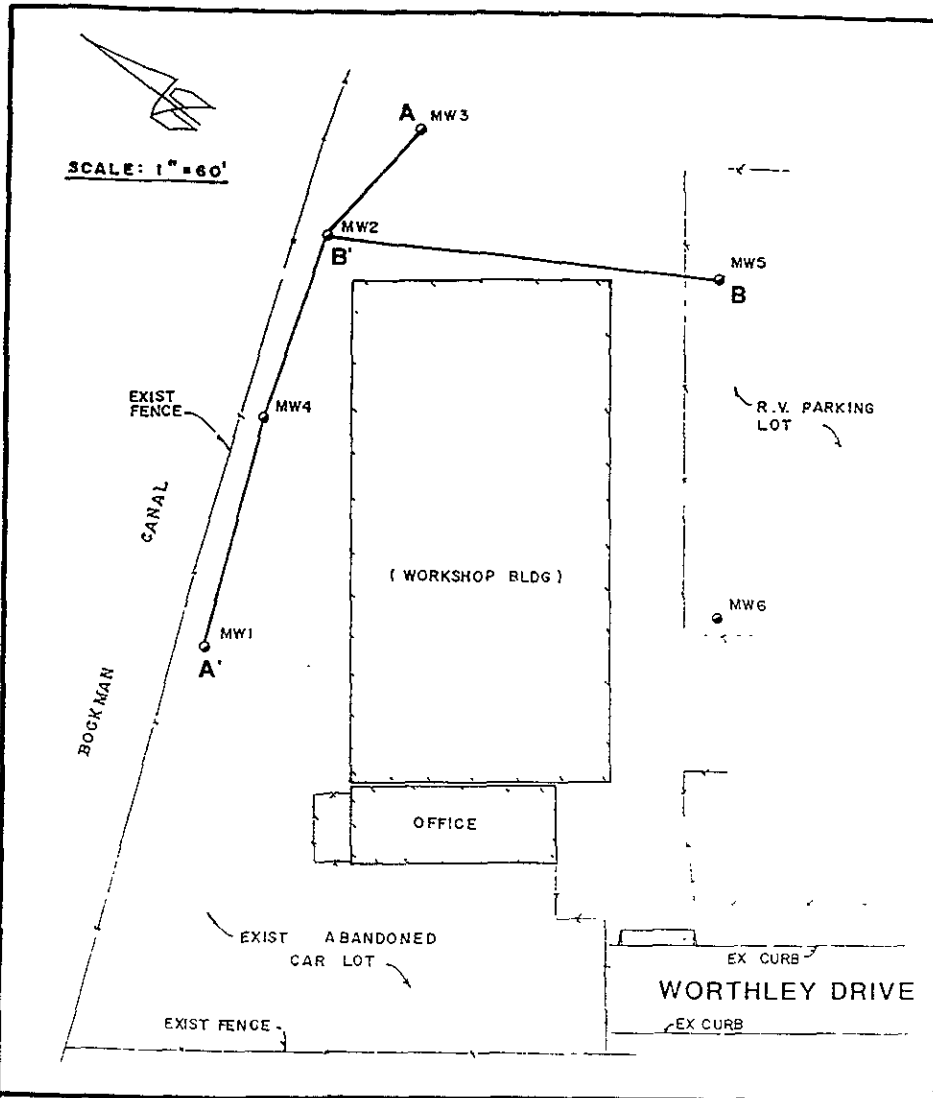 A MW3
SCALE: 1"=60'
MW2
B'
MW5
B
EXIST
FENCE
MW4
R.V. PARKING
LOT
CANAL
(WORKSHOP BLDG)
MW6
MW1
A'
BOCKMAN
OFFICE
EXIST ABANDONED
CAR LOT
EX CURB
WORTHLEY DRIVE
EXIST FENCE
EX CURB